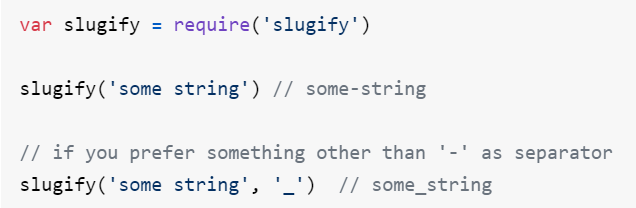 var slugify = require('slugify')
slugify('some string') // some-string
// if you prefer something other than '-' as separator
slugify('some string', '_')  // some_string